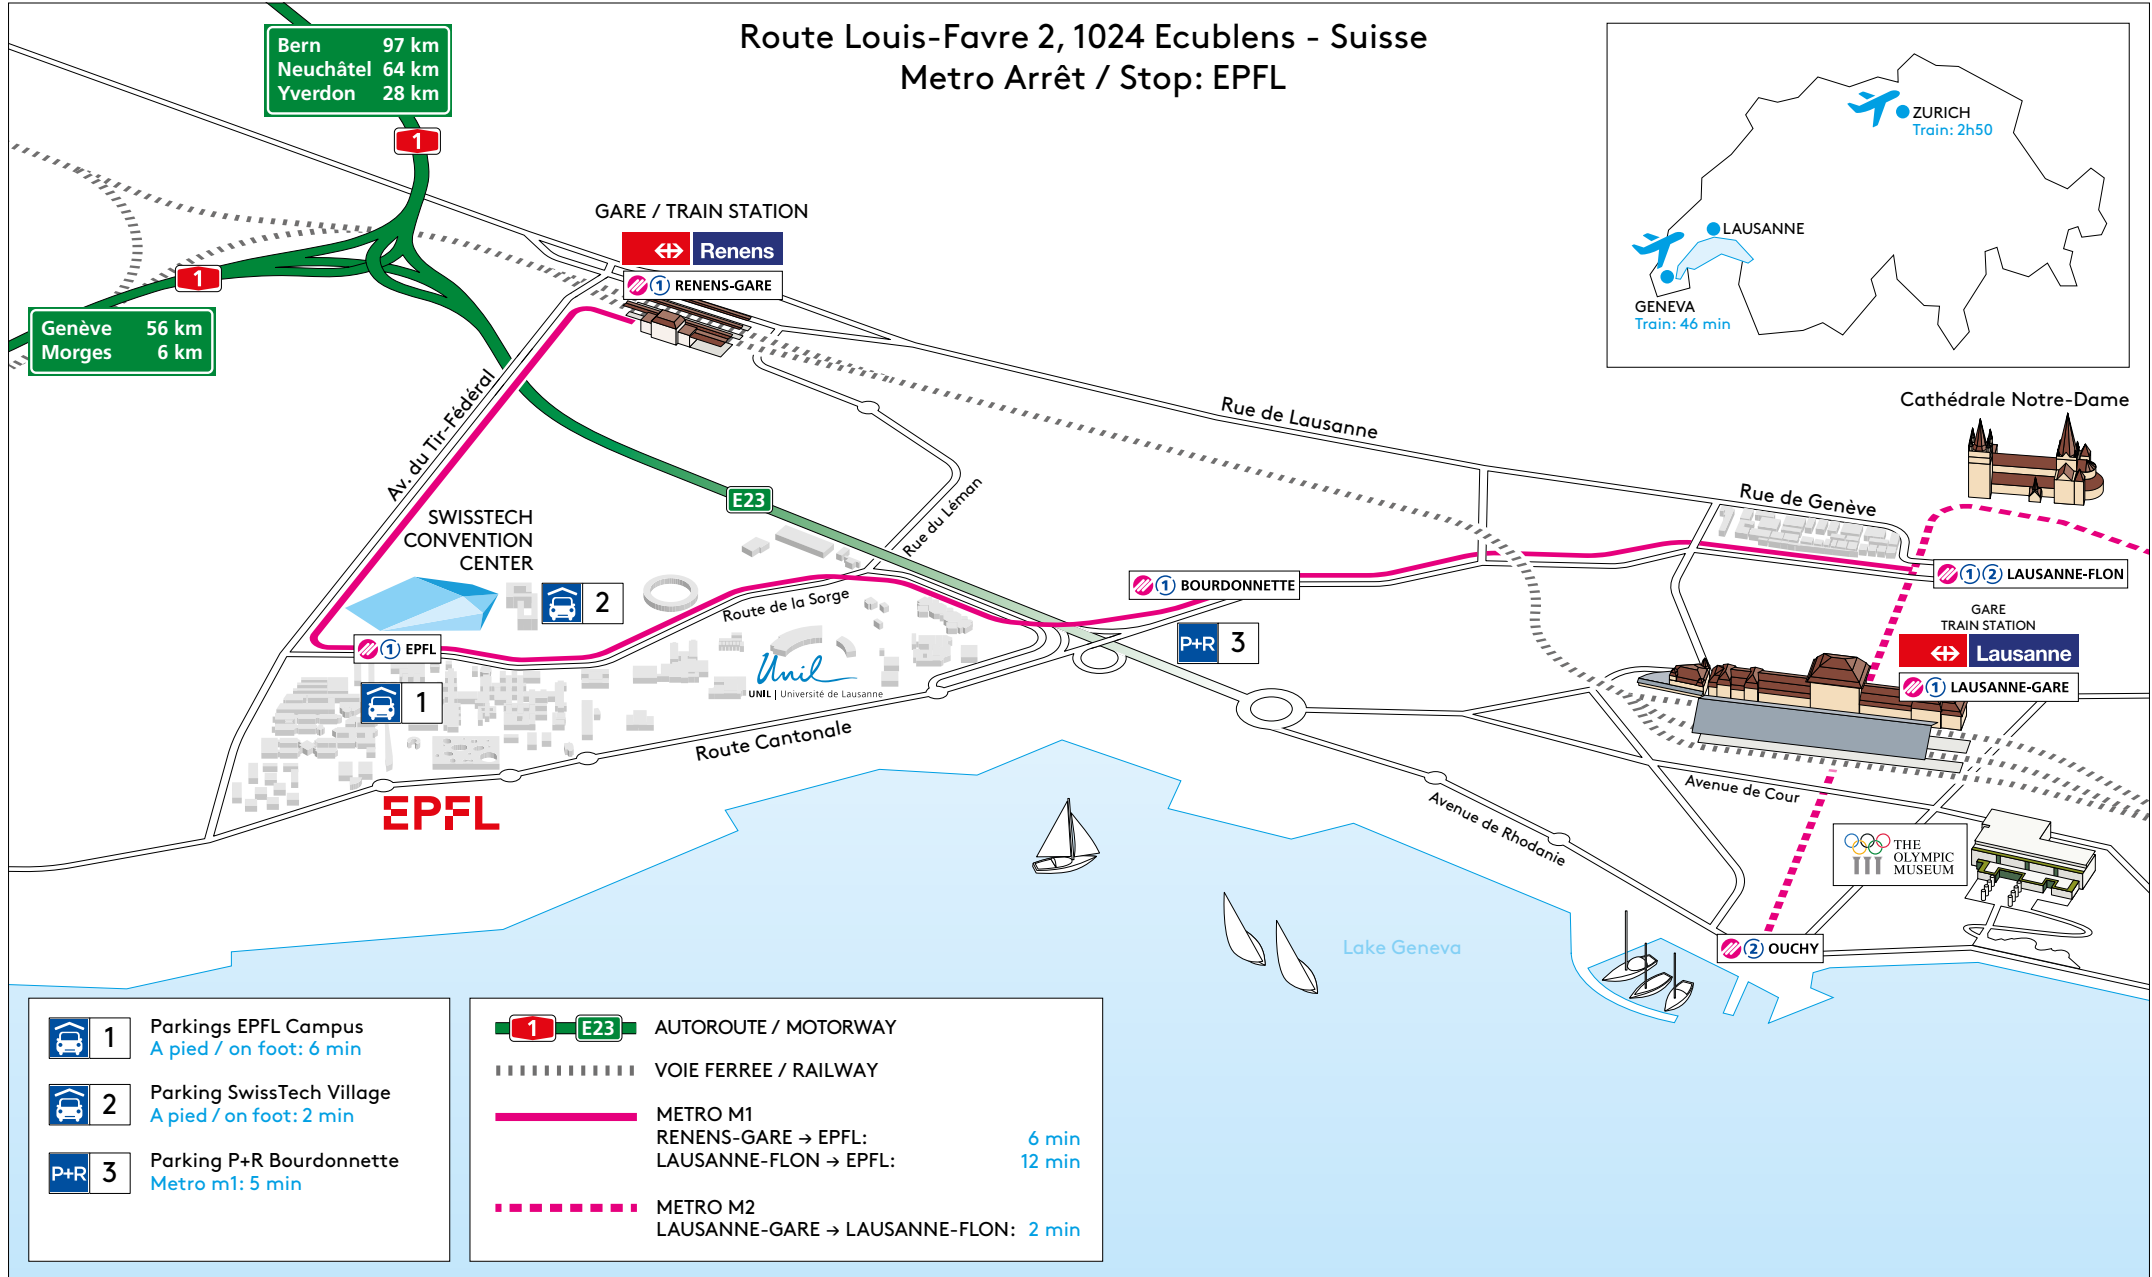 Route Louis-Favre 2, 1024 Ecublens - Suisse
Metro Arrêt / Stop: EPFL
Bern 97 km
Neuchâtel 64 km
Yverdon 28 km
1
1
Genève 56 km
Morges 6 km
GARE / TRAIN STATION
Renens
1 RENENS-GARE
ZURICH
Train: 2h50
LAUSANNE
GENEVA
Train: 46 min
Av. du Tir-Fédéral
Rue de Lausanne
Cathédrale Notre-Dame
E23
Rue du Léman
Rue de Genève
SWISSTECH
CONVENTION
CENTER
2
1 BOURDONNETTE
1 2 LAUSANNE-FLON
Route de la Sorge
GARE
TRAIN STATION
Lausanne
1 LAUSANNE-GARE
1 EPFL
P+R 3
Unil
UNIL | Université de Lausanne
1
Route Cantonale
EPFL
Avenue de Cour
Avenue de Rhodanie
THE
OLYMPIC
MUSEUM
Lake Geneva
2 OUCHY
1 Parkings EPFL Campus
A pied / on foot: 6 min
2 Parking SwissTech Village
A pied / on foot: 2 min
P+R 3 Parking P+R Bourdonnette
Metro m1: 5 min
1 E23 AUTOROUTE / MOTORWAY
VOIE FERREE / RAILWAY
METRO M1
RENENS-GARE → EPFL: 6 min
LAUSANNE-FLON → EPFL: 12 min
METRO M2
LAUSANNE-GARE → LAUSANNE-FLON: 2 min